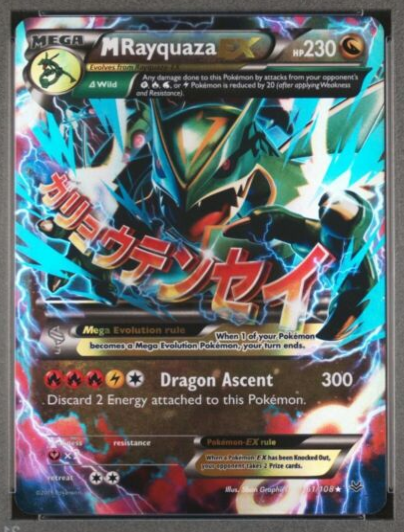 MEGA
M Rayquaza EX HP230
Evolves from Rayquaza-EX
Δ Wild
Any damage done to this Pokémon by attacks from your opponent's
Pokémon is reduced by 20 (after applying Weakness
and Resistance).
ガリョウテンセイ
Mega Evolution rule
When 1 of your Pokémon
becomes a Mega Evolution Pokémon, your turn ends.
Dragon Ascent 300
Discard 2 Energy attached to this Pokémon.
resistance
Pokémon-EX rule
When a Pokémon-EX has been Knocked Out,
your opponent takes 2 Prize cards.
retreat
Illus.
/108